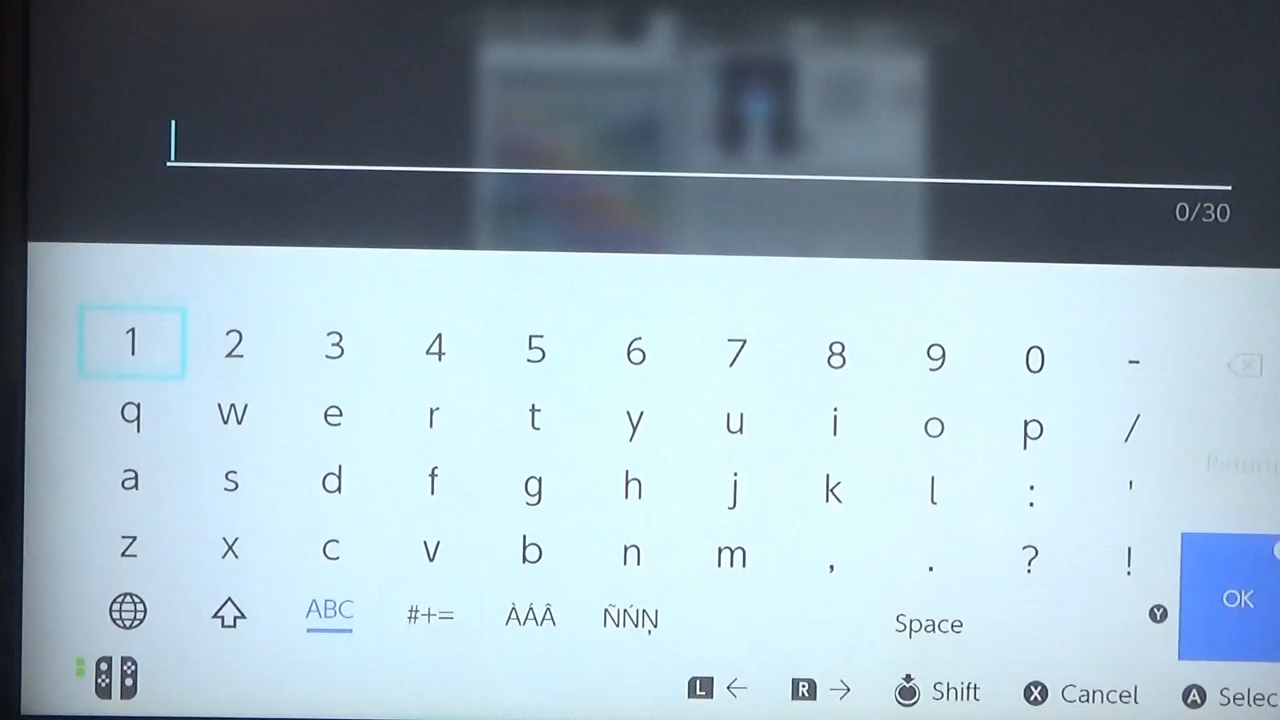 0/30
1 2 3 4 5 6 7 8 9 0 -
q w e r t y u i o p /
a s d f g h j k l : '
z x c v b n m , . ? !
OK
ABC #+= ÀÁÂ ÑŃŅ Space Y
L ← R → Shift X Cancel A Selec